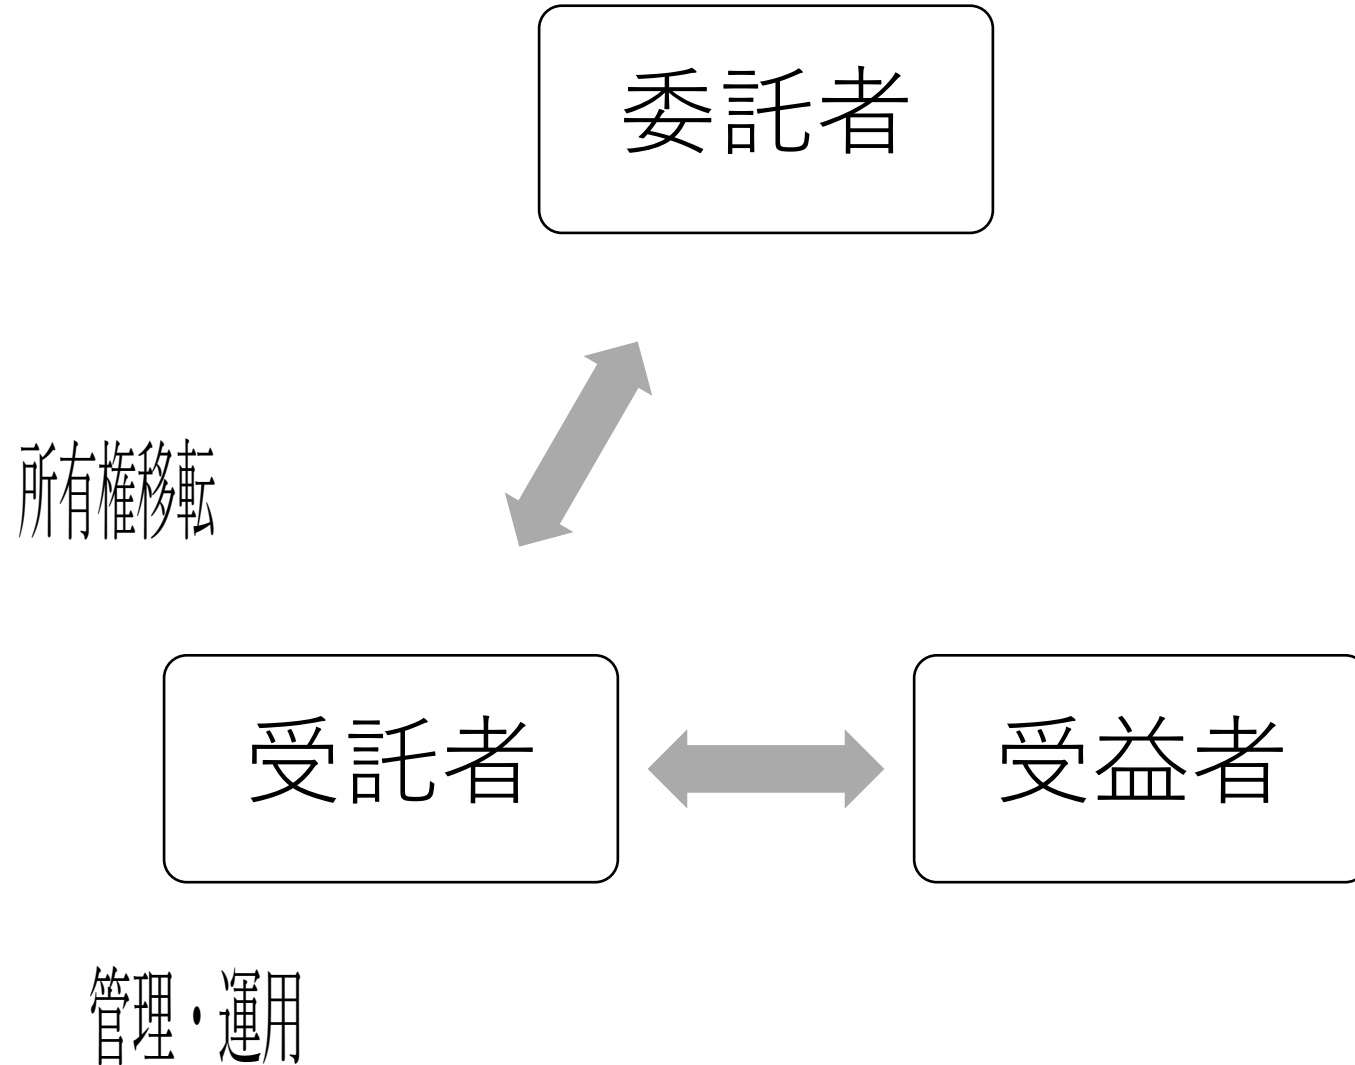 委託者
所有権移転
受託者
受益者
管理・運用